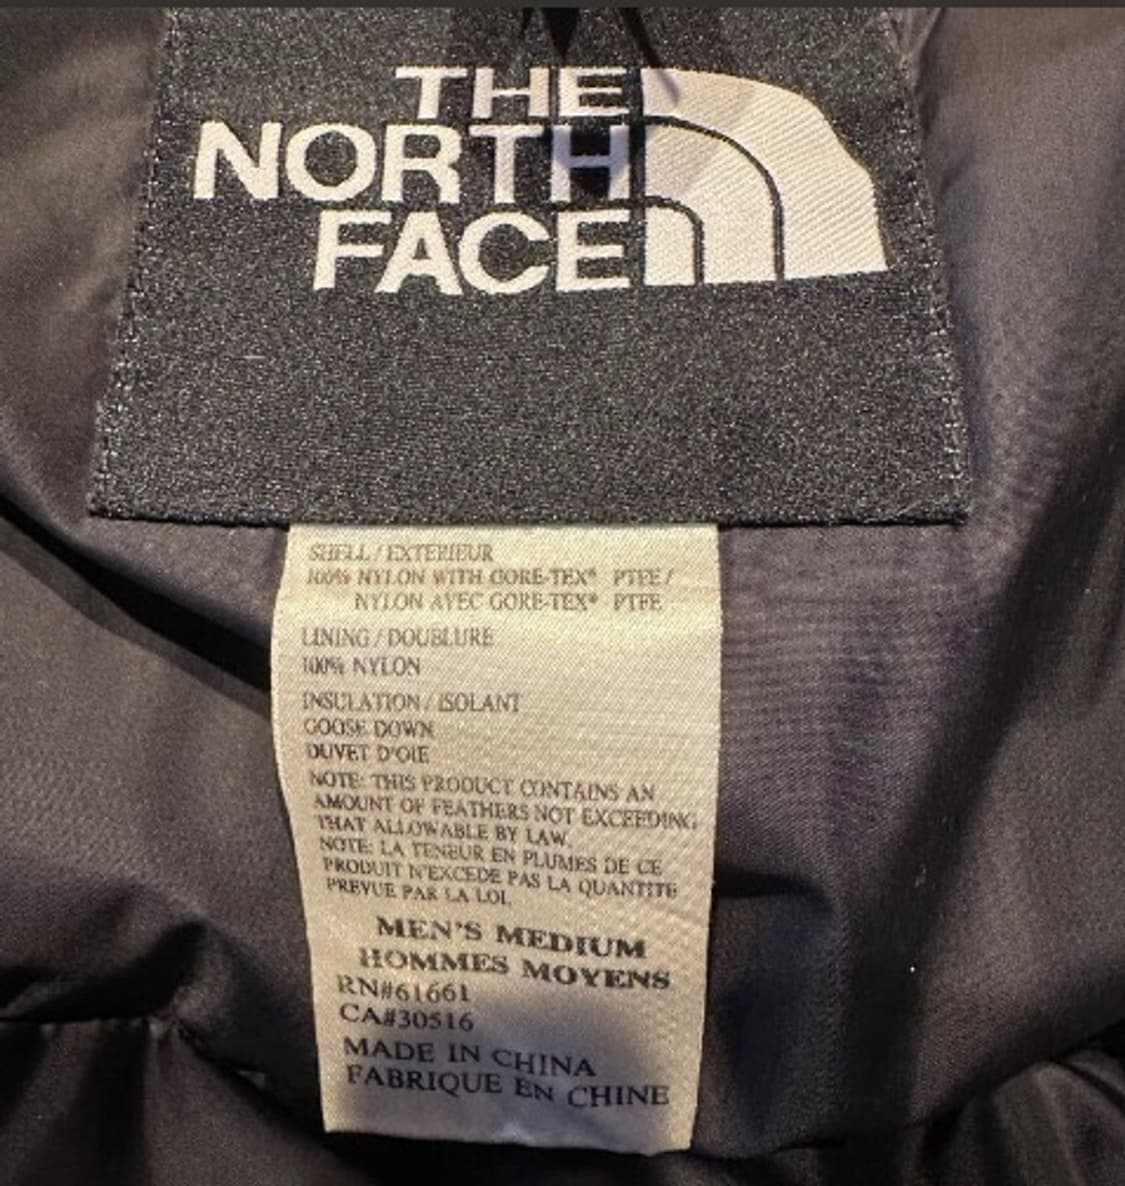 THE
NORTH
FACE
SHELL / EXTERIEUR
100% NYLON WITH GORE-TEX® PTFE /
NYLON AVEC GORE-TEX® PTFE
LINING / DOUBLURE
100% NYLON
INSULATION / ISOLANT
GOOSE DOWN
DUVET D'OIE
NOTE: THIS PRODUCT CONTAINS AN
AMOUNT OF FEATHERS NOT EXCEEDING
THAT ALLOWABLE BY LAW.
NOTE: LA TENEUR EN PLUMES DE CE
PRODUIT N'EXCEDE PAS LA QUANTITE
PREVUE PAR LA LOI.
MEN'S MEDIUM
HOMMES MOYENS
RN#61661
CA#30516
MADE IN CHINA
FABRIQUE EN CHINE